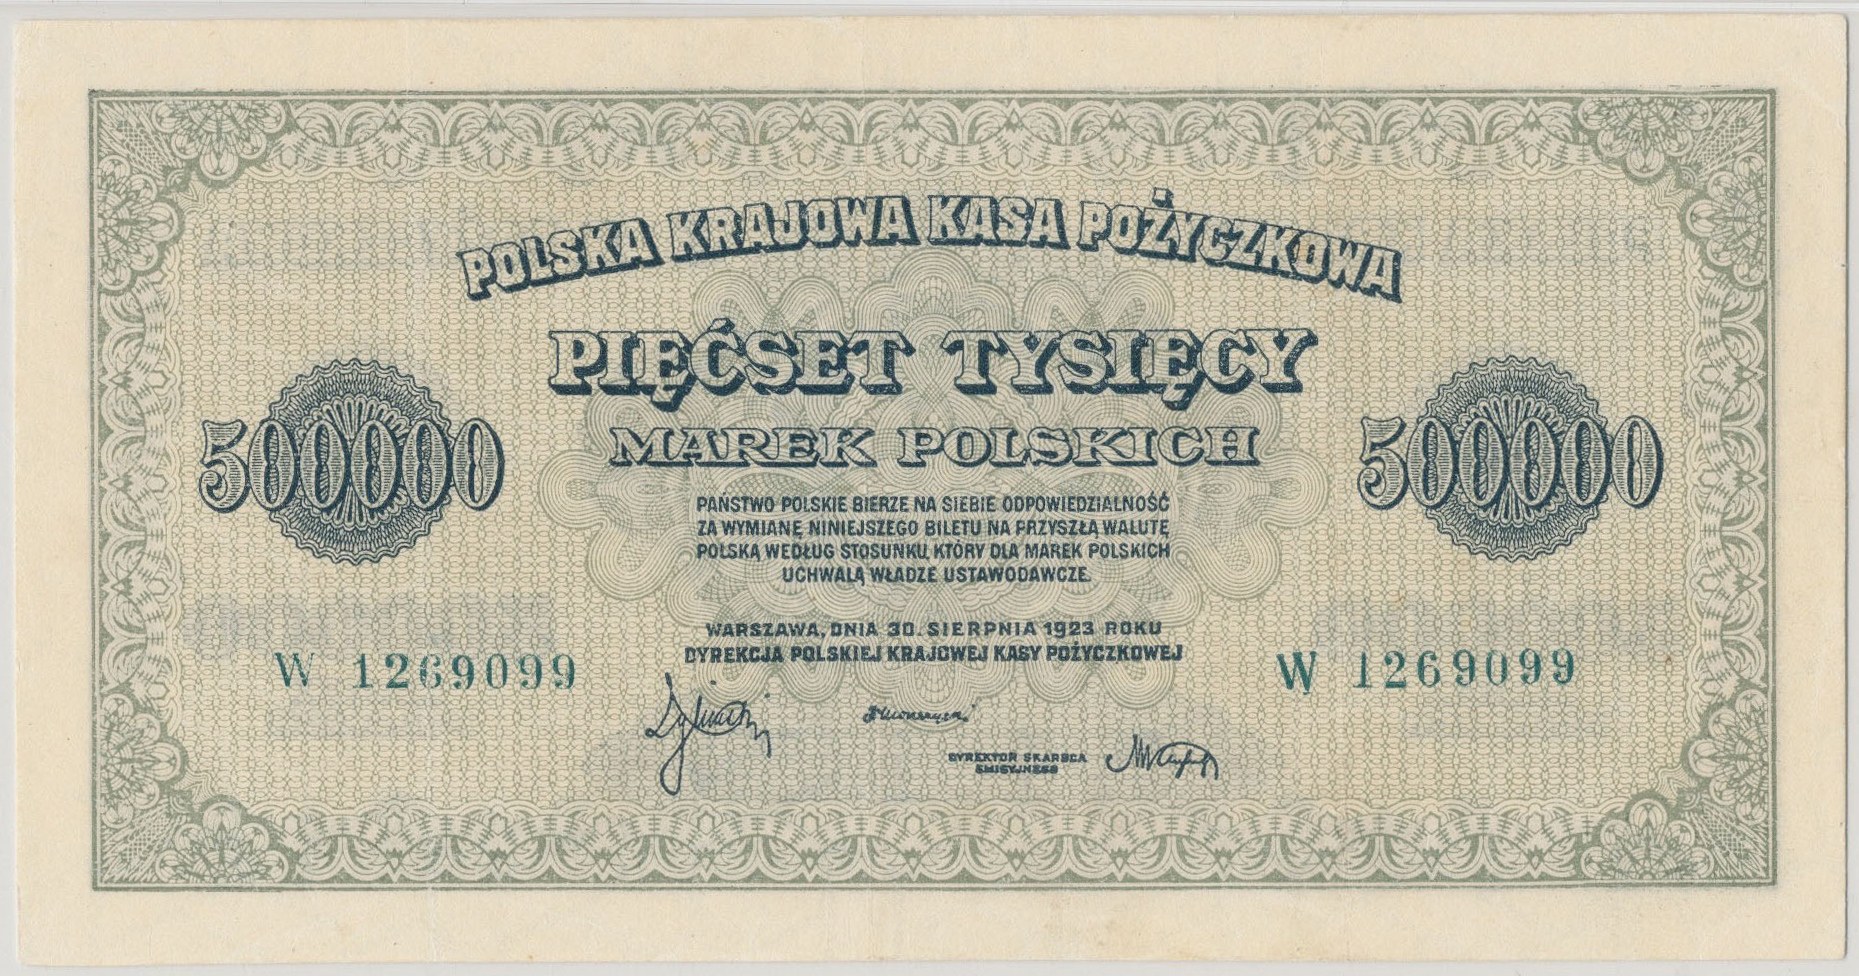 POLSKA KRAJOWA KASA POŻYCZKOWA
PIĘĆSET TYSIĘCY
MAREK POLSKICH
500000
500000
PAŃSTWO POLSKIE BIERZE NA SIEBIE ODPOWIEDZIALNOŚĆ
ZA WYMIANĘ NINIEJSZEGO BILETU NA PRZYSZŁĄ WALUTĘ
POLSKĄ WEDŁUG STOSUNKU, KTÓRY DLA MAREK POLSKICH
UCHWALĄ WŁADZE USTAWODAWCZE.
WARSZAWA, DNIA 30. SIERPNIA 1923 ROKU
DYREKCJA POLSKIEJ KRAJOWEJ KASY POŻYCZKOWEJ
W 1269099
W 1269099
DYREKTOR SKARBCA
EMISYJNEGO